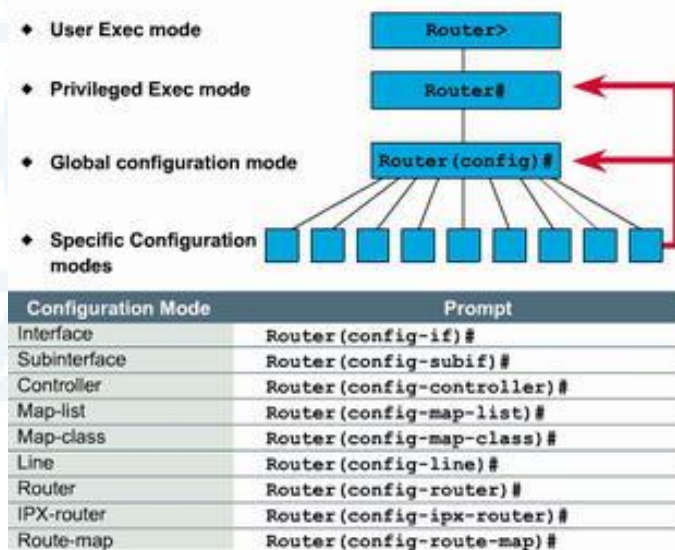 ◆ User Exec mode Router>
◆ Privileged Exec mode Router#
◆ Global configuration mode Router(config)#
◆ Specific Configuration
modes
Configuration Mode Prompt
Interface Router(config-if)#
Subinterface Router(config-subif)#
Controller Router(config-controller)#
Map-list Router(config-map-list)#
Map-class Router(config-map-class)#
Line Router(config-line)#
Router Router(config-router)#
IPX-router Router(config-ipx-router)#
Route-map Router(config-route-map)#